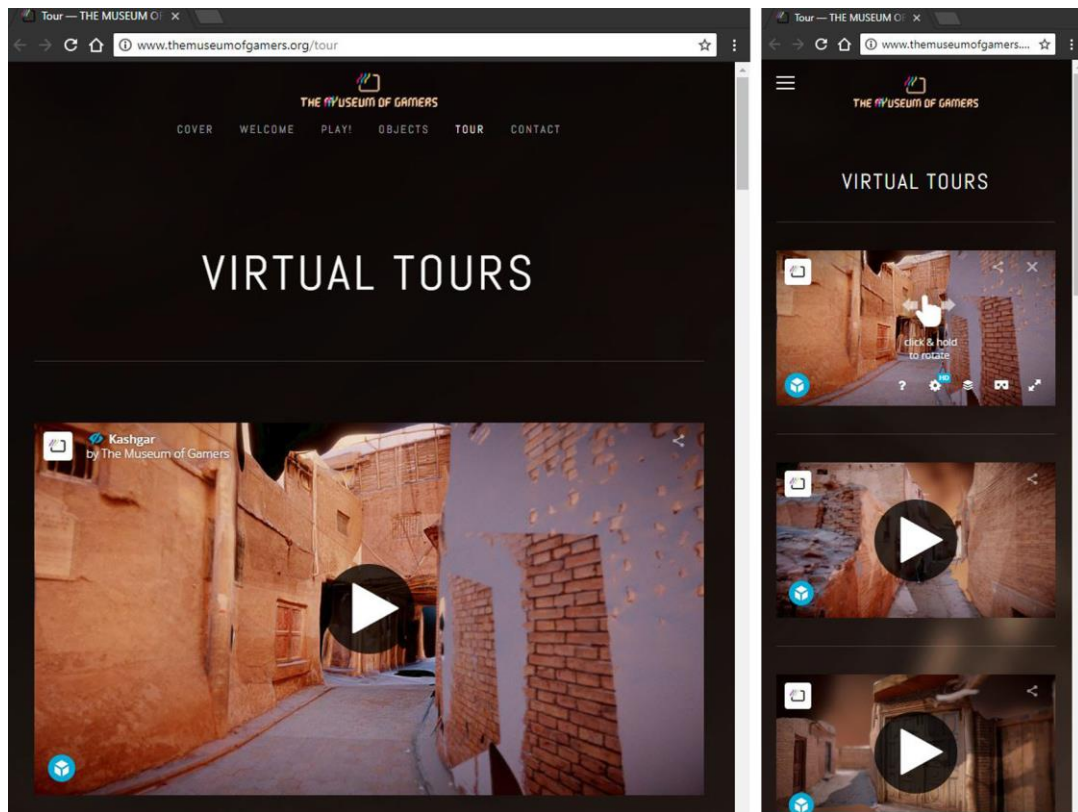 Tour — THE MUSEUM OF
www.themuseumofgamers.org/tour
THE MUSEUM OF GAMERS
COVER WELCOME PLAY! OBJECTS TOUR CONTACT
VIRTUAL TOURS
Kashgar
by The Museum of Gamers
Tour — THE MUSEUM OF
www.themuseumofgamers....
THE MUSEUM OF GAMERS
VIRTUAL TOURS
click & hold
to rotate
? HD